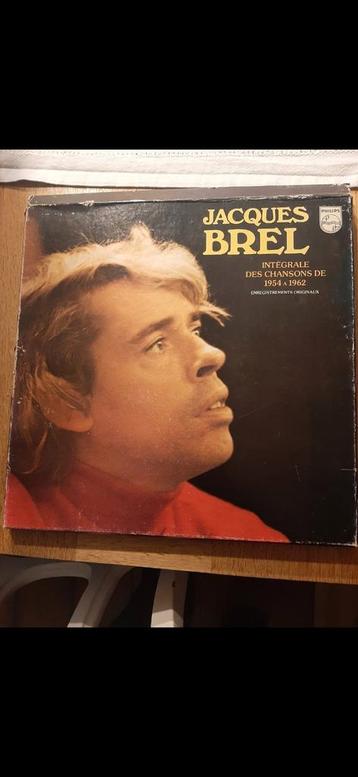 JACQUES
BREL
PHILIPS
INTÉGRALE
DES CHANSONS DE
1954 A 1962
ENREGISTREMENTS ORIGINAUX